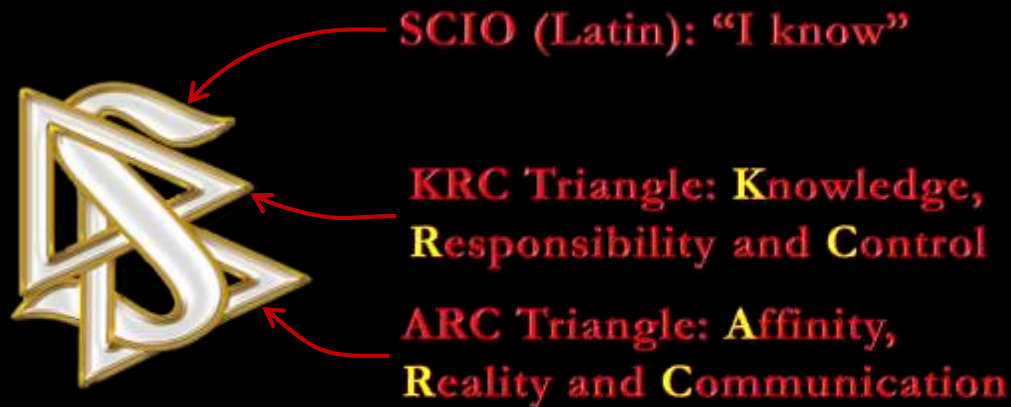 SCIO (Latin): “I know”
KRC Triangle: Knowledge,
Responsibility and Control
ARC Triangle: Affinity,
Reality and Communication